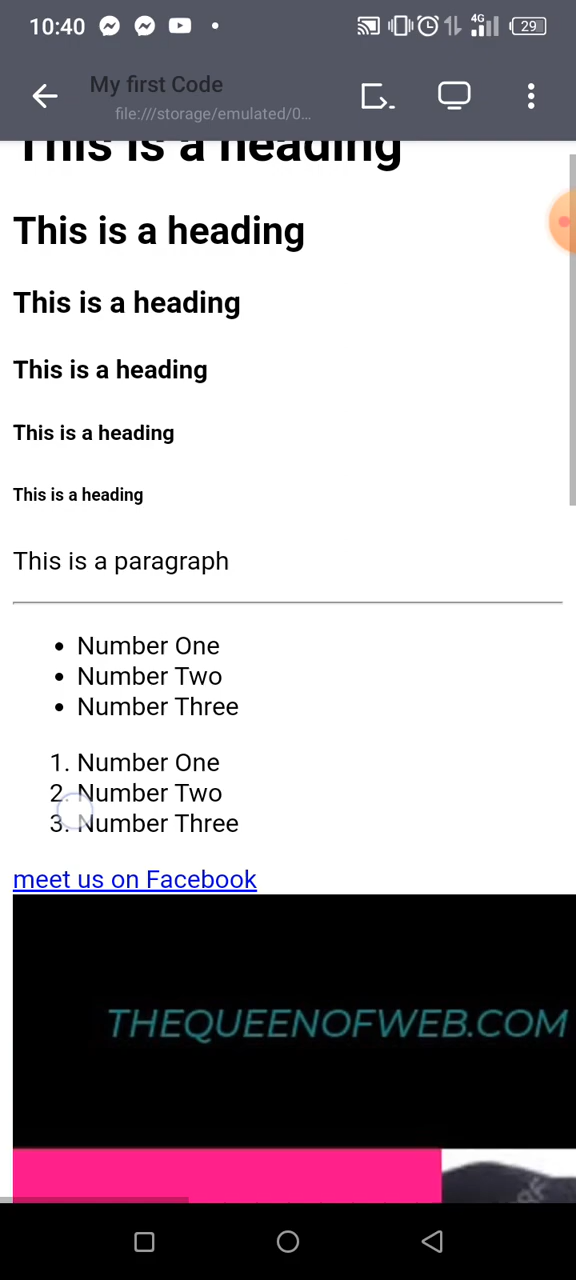 10:40
4G
29
My first Code
file:///storage/emulated/0...
This is a heading
This is a heading
This is a heading
This is a heading
This is a heading
This is a heading
This is a paragraph
• Number One
• Number Two
• Number Three
1. Number One
2. Number Two
3. Number Three
meet us on Facebook
THEQUEENOFWEB.COM